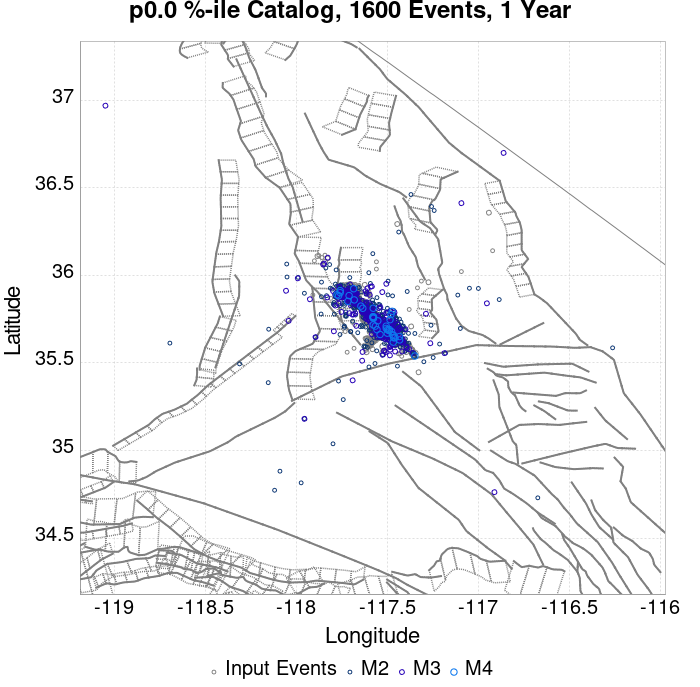 p0.0 %-ile Catalog, 1600 Events, 1 Year
37
36.5
36
35.5
35
34.5
Latitude
-119 -118.5 -118 -117.5 -117 -116.5 -116
Longitude
Input Events M2 M3 M4